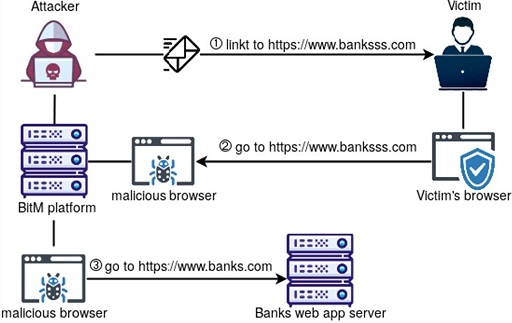 Attacker
Victim
① linkt to https://www.banksss.com
② go to https://www.banksss.com
malicious browser
Victim's browser
BitM platform
③ go to https://www.banks.com
malicious browser
Banks web app server